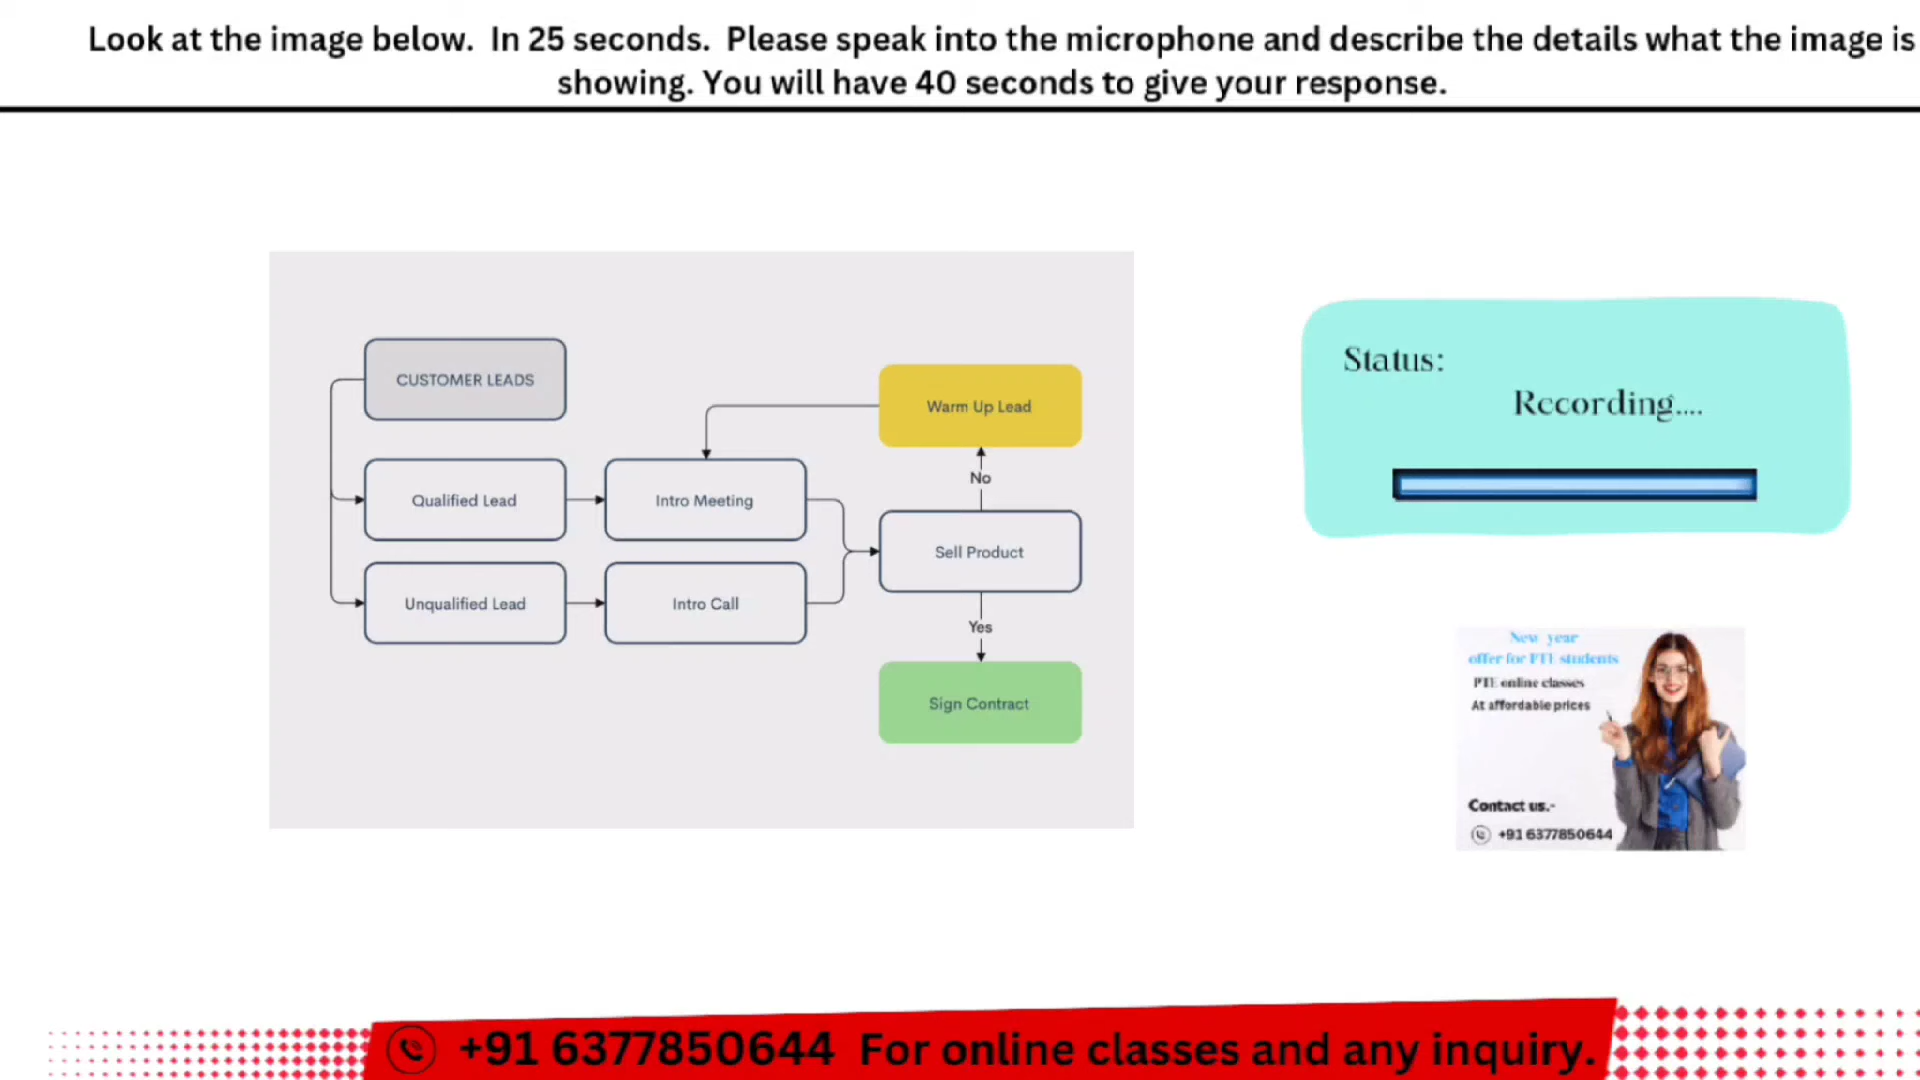 Look at the image below. In 25 seconds. Please speak into the microphone and describe the details what the image is
showing. You will have 40 seconds to give your response.
CUSTOMER LEADS
Warm Up Lead
No
Qualified Lead
Intro Meeting
Sell Product
Unqualified Lead
Intro Call
Yes
Sign Contract
Status:
Recording....
New year
offer for PTE students
PTE online classes
At affordable prices
Contact us.-
+91 6377850644
+91 6377850644 For online classes and any inquiry.